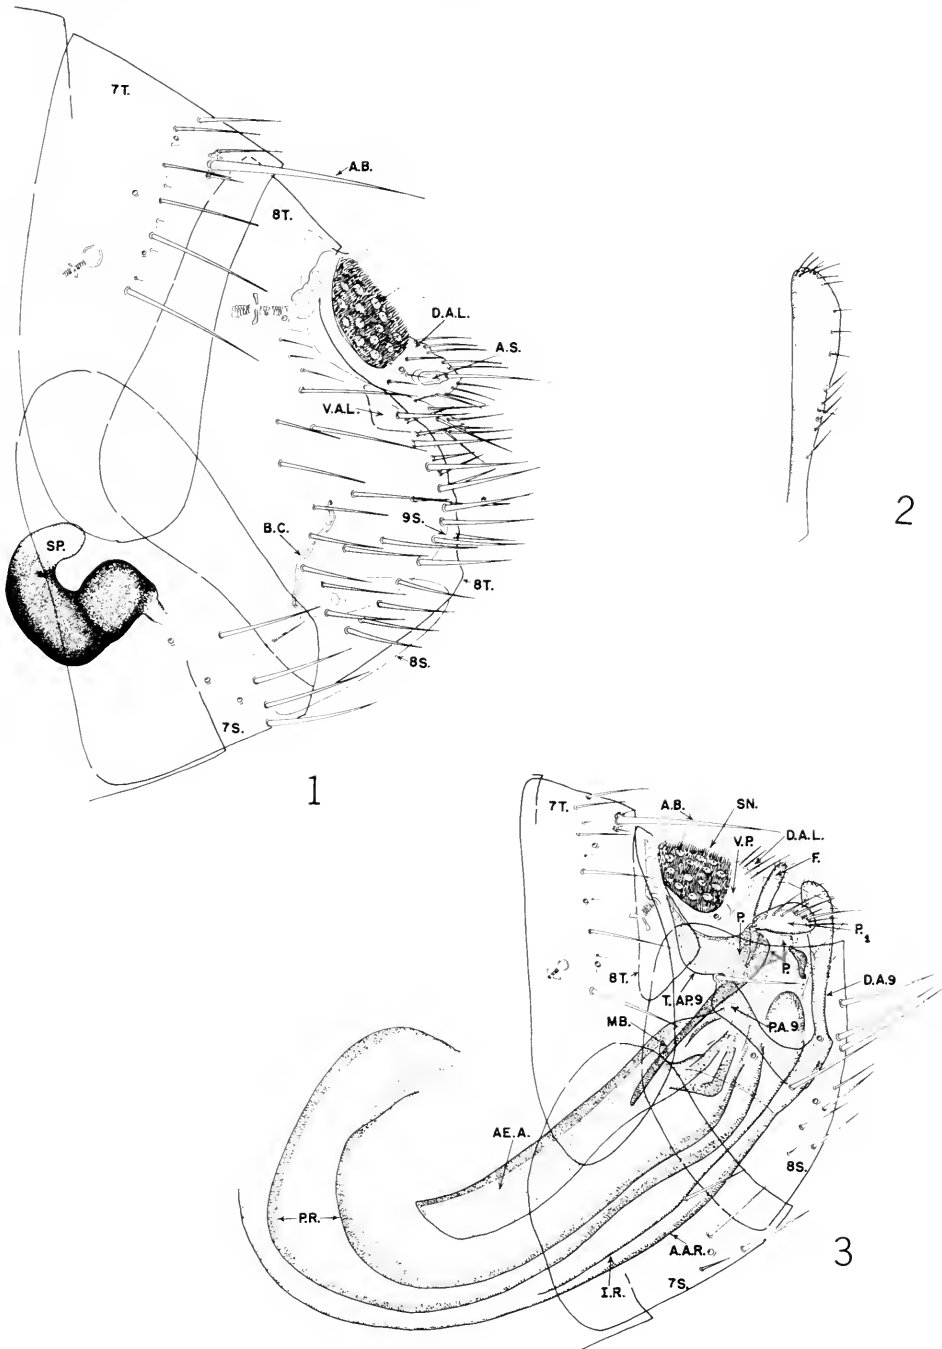 7T.
A.B.
8T.
D.A.L.
A.S.
V.A.L.
9S.
B.C.
SP.
8T.
8S.
7S.
1
2
7T.
A.B.
SN.
D.A.L.
V.P.
F.
P.
P.1
P.
8T.
D.A.9
T.AP.9
P.A.9
MB.
AE.A.
8S.
P.R.
A.A.R.
7S.
I.R.
3